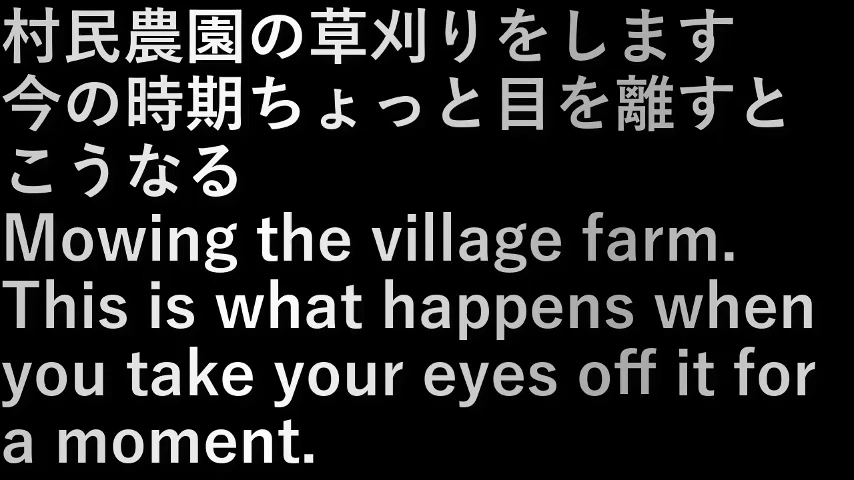 村民農園の草刈りをします
今の時期ちょっと目を離すと
こうなる
Mowing the village farm.
This is what happens when
you take your eyes off it for
a moment.